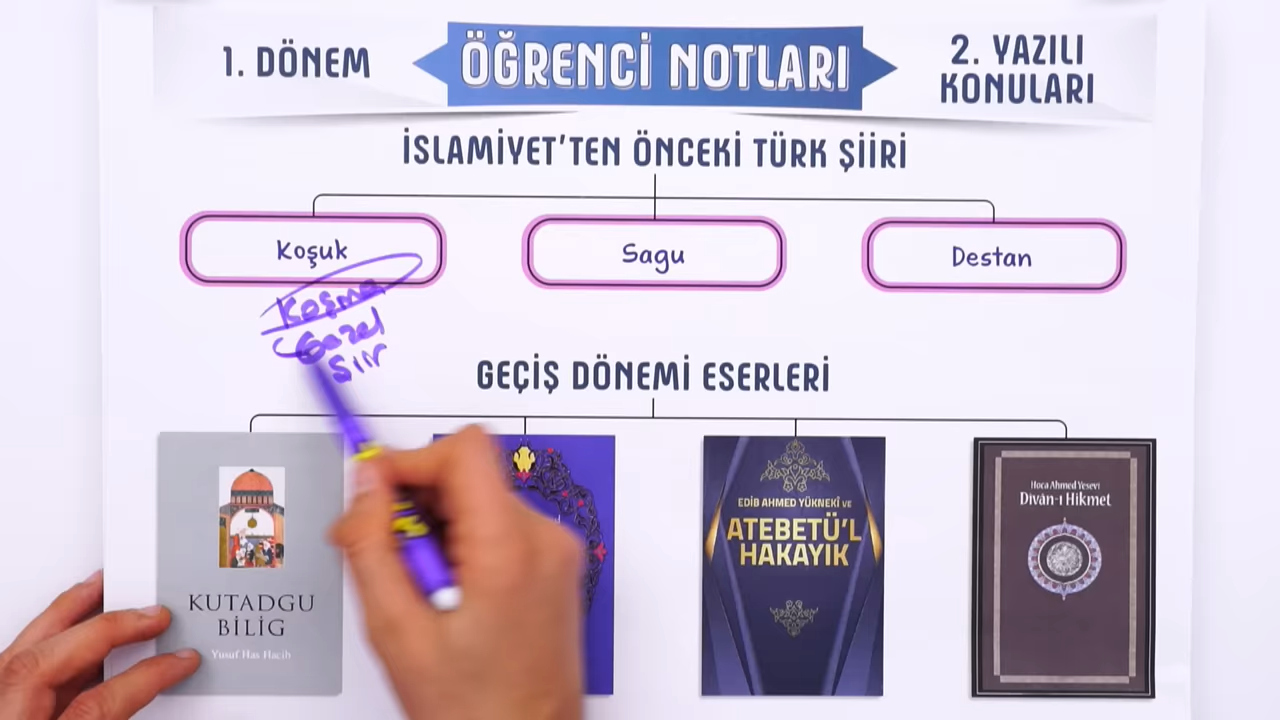 1. DÖNEM
ÖĞRENCİ NOTLARI
2. YAZILI
KONULARI
İSLAMİYET'TEN ÖNCEKİ TÜRK ŞİİRİ
Koşuk
Sagu
Destan
Koşma
Gazel
Şiir
GEÇİŞ DÖNEMİ ESERLERİ
KUTADGU
BİLİG
Yusuf Has Hacib
EDİB AHMED YÜKNEKİ VE
ATEBETÜ'L
HAKAYIK
Hoca Ahmed Yesevi
Divân-ı Hikmet